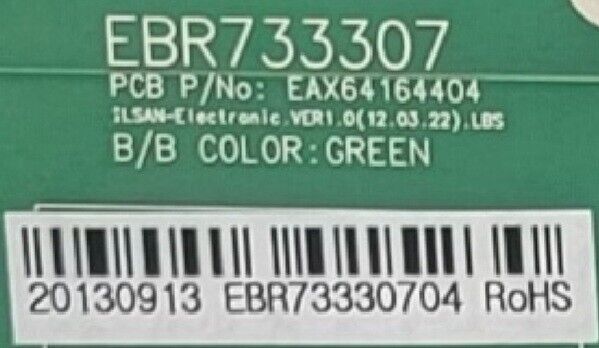 EBR733307
PCB P/No: EAX64164404
ILSAN-Electronic.VER1.0(12.03.22).LBS
B/B COLOR:GREEN
20130913 EBR73330704 RoHS